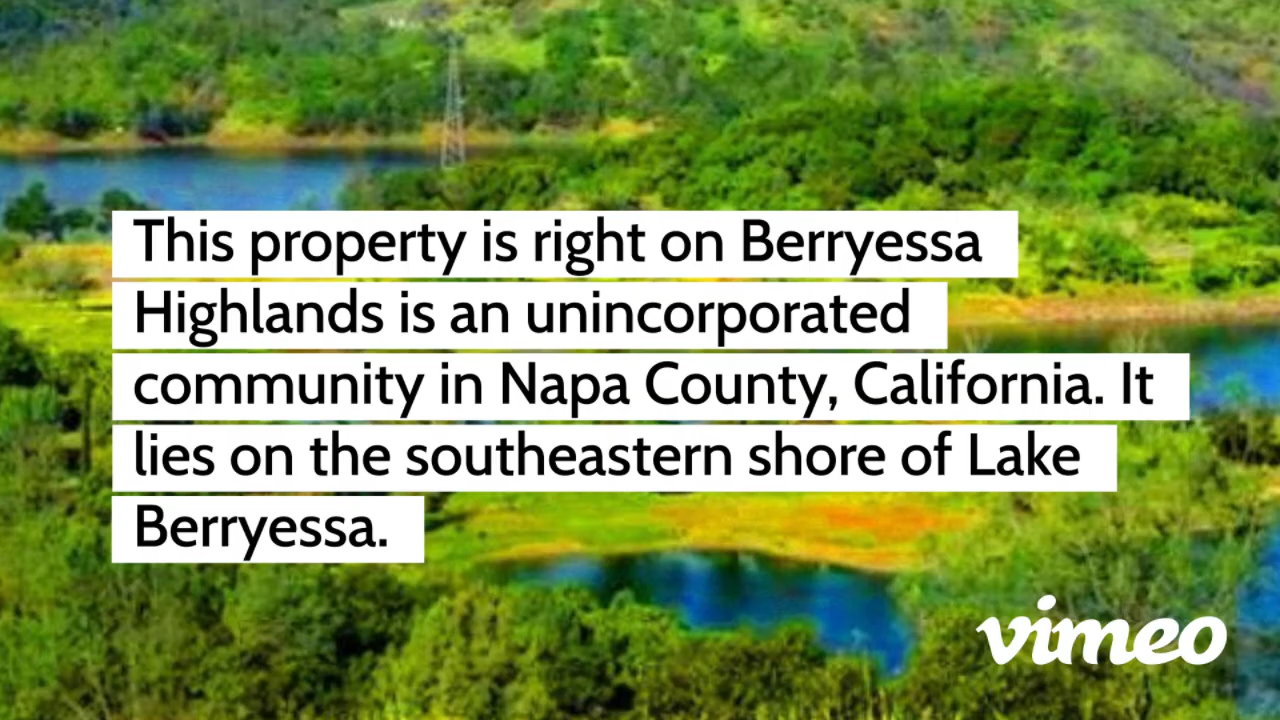 This property is right on Berryessa
Highlands is an unincorporated
community in Napa County, California. It
lies on the southeastern shore of Lake
Berryessa.
vimeo